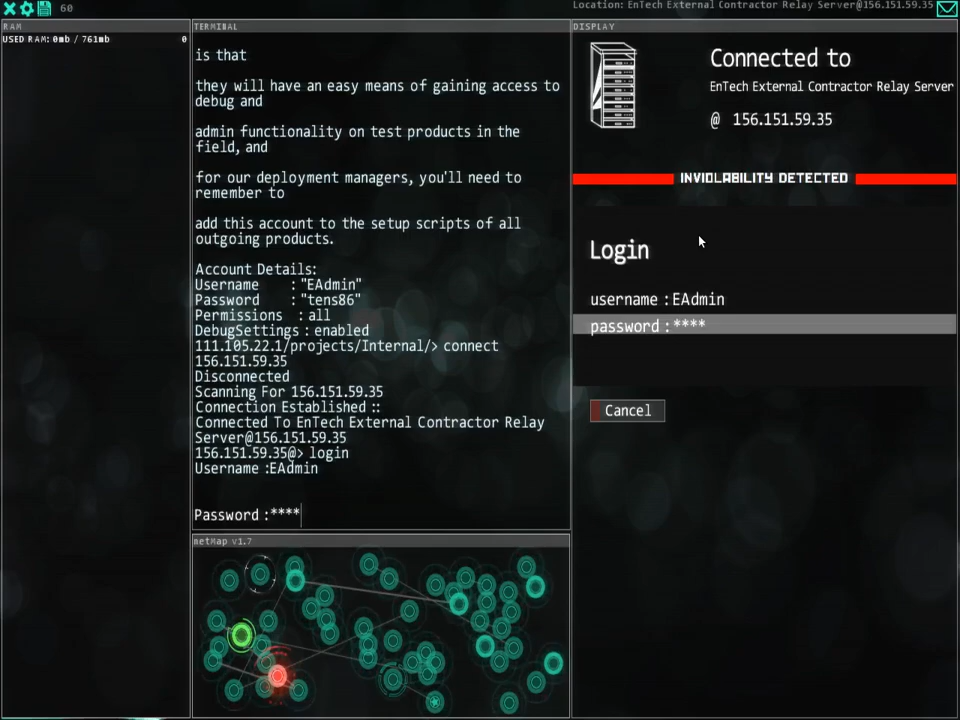 60
Location: EnTech External Contractor Relay Server@156.151.59.35
RAM
USED RAM: 0mb / 761mb
0
TERMINAL
is that
they will have an easy means of gaining access to
debug and
admin functionality on test products in the
field, and
for our deployment managers, you'll need to
remember to
add this account to the setup scripts of all
outgoing products.
Account Details:
Username : "EAdmin"
Password : "tens86"
Permissions : all
DebugSettings : enabled
111.105.22.1/projects/Internal/> connect
156.151.59.35
Disconnected
Scanning For 156.151.59.35
Connection Established ::
Connected To EnTech External Contractor Relay
Server@156.151.59.35
156.151.59.35@> login
Username :EAdmin
Password :****
netMap v1.7
DISPLAY
Connected to
EnTech External Contractor Relay Server
@ 156.151.59.35
INVIOLABILITY DETECTED
Login
username :EAdmin
password :****
Cancel